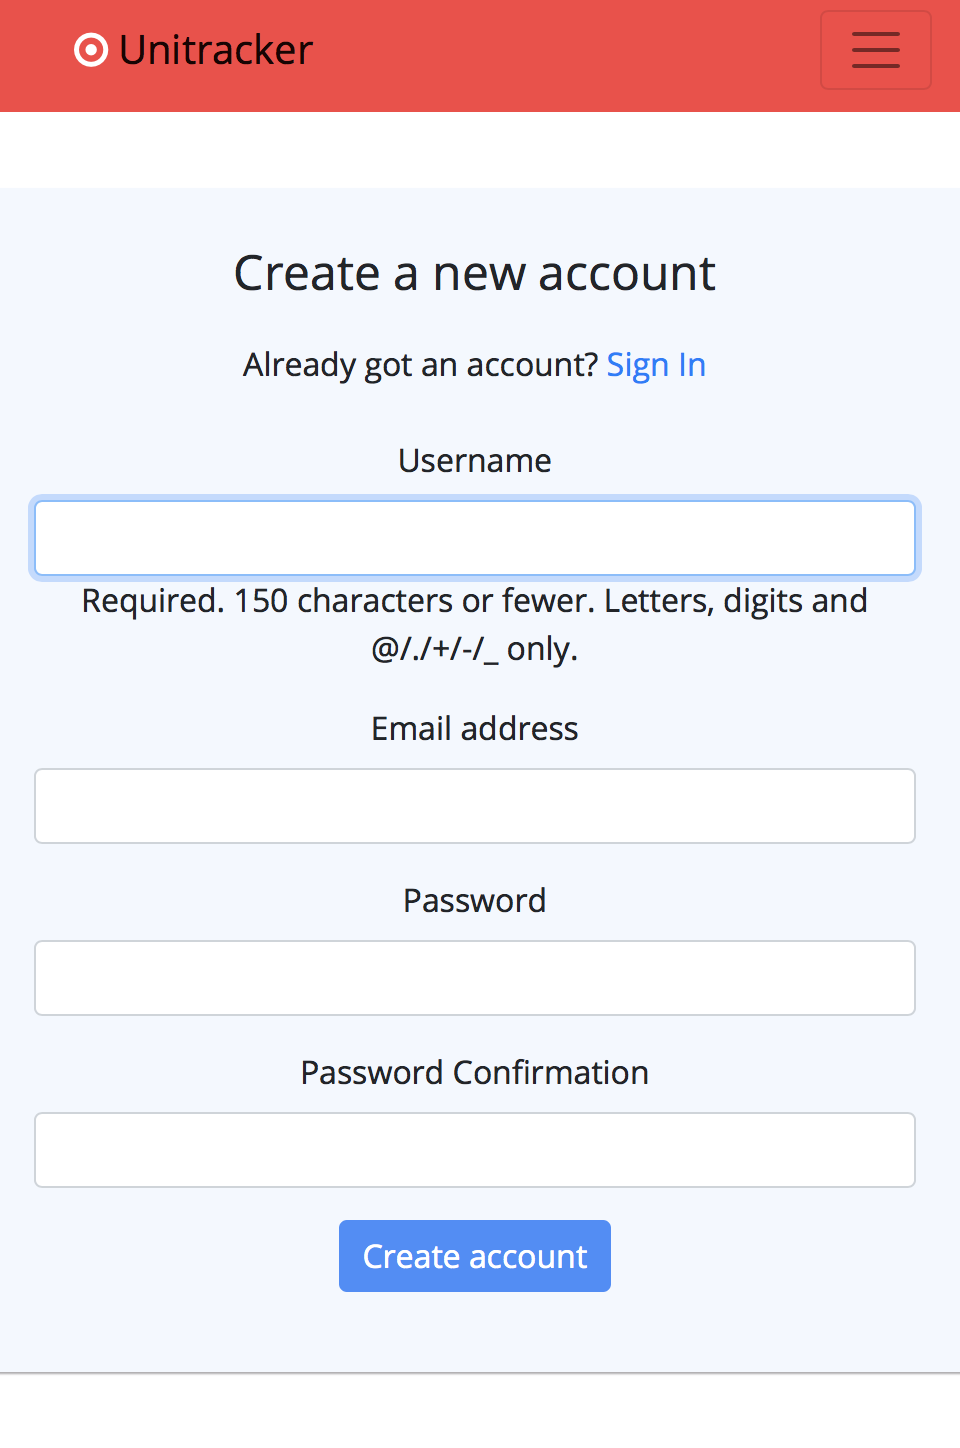 Unitracker
Create a new account
Already got an account? Sign In
Username
Required. 150 characters or fewer. Letters, digits and
@/./+/-/_ only.
Email address
Password
Password Confirmation
Create account